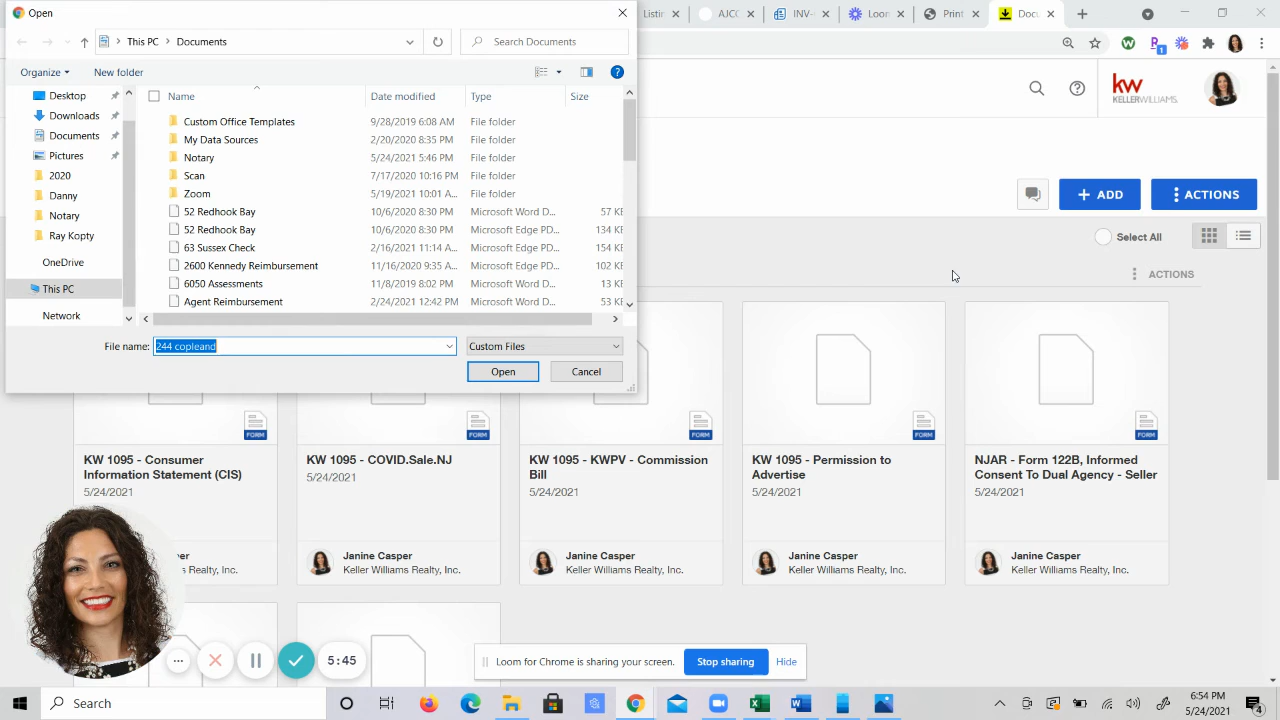 Open
Listin
AJCC
INV-
Loon
Print
Docu
This PC
Documents
Search Documents
Organize
New folder
1
kw
KELLERWILLIAMS.
Desktop
Downloads
Documents
Pictures
2020
Danny
Notary
Ray Kopty
OneDrive
This PC
Network
Name
Date modified
Type
Size
Custom Office Templates
9/28/2019 6:08 AM
File folder
My Data Sources
2/20/2020 8:35 PM
File folder
Notary
5/24/2021 5:46 PM
File folder
Scan
7/17/2020 10:16 PM
File folder
Zoom
5/19/2021 10:01 A...
File folder
52 Redhook Bay
10/6/2020 8:30 PM
Microsoft Word D...
57 KB
52 Redhook Bay
10/6/2020 8:30 PM
Microsoft Edge PD...
134 KB
63 Sussex Check
2/16/2021 11:14 A...
Microsoft Edge PD...
154 KB
2600 Kennedy Reimbursement
11/16/2020 9:35 A...
Microsoft Edge PD...
102 KB
6050 Assessments
11/8/2019 8:02 PM
Microsoft Word D...
13 KB
Agent Reimbursement
2/24/2021 12:42 PM
Microsoft Word D...
53 KB
File name:
244 copleand
Custom Files
Open
Cancel
+ ADD
ACTIONS
Select All
ACTIONS
FORM
FORM
FORM
FORM
FORM
KW 1095 - Consumer
Information Statement (CIS)
5/24/2021
KW 1095 - COVID.Sale.NJ
5/24/2021
KW 1095 - KWPV - Commission
Bill
5/24/2021
KW 1095 - Permission to
Advertise
5/24/2021
NJAR - Form 122B, Informed
Consent To Dual Agency - Seller
5/24/2021
Janine Casper
Keller Williams Realty, Inc.
Janine Casper
Keller Williams Realty, Inc.
Janine Casper
Keller Williams Realty, Inc.
Janine Casper
Keller Williams Realty, Inc.
5:45
Loom for Chrome is sharing your screen.
Stop sharing
Hide
Search
6:54 PM
5/24/2021
4